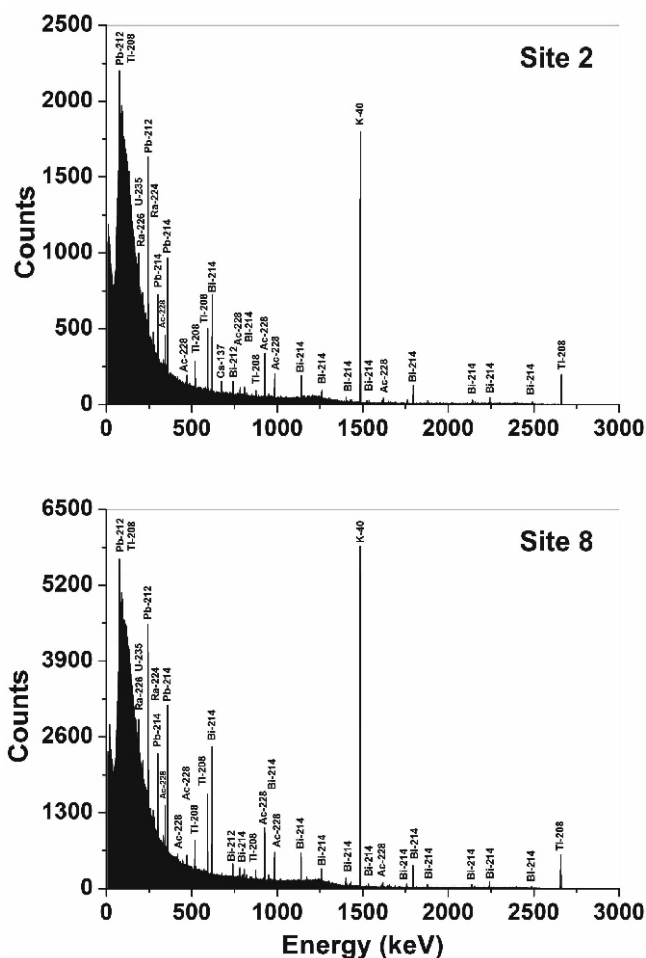 Site 2
Counts
2500
2000
1500
1000
500
0
Pb-212
Tl-208
Pb-212
U-235
Ra-226
Ra-224
Pb-214
Pb-214
Ac-228
Ac-228
Tl-208
Tl-208
Bi-214
Cs-137
Bi-212
Ac-228
Bi-214
Tl-208
Ac-228
Ac-228
Bi-214
Bi-214
K-40
Bi-214
Bi-214
Ac-228
Bi-214
Bi-214
Bi-214
Bi-214
Tl-208
0 500 1000 1500 2000 2500 3000
Site 8
Counts
6500
5200
3900
2600
1300
0
Pb-212
Tl-208
Pb-212
U-235
Ra-226
Ra-224
Pb-214
Pb-214
Ac-228
Ac-228
Ac-228
Tl-208
Tl-208
Bi-214
Bi-212
Bi-214
Tl-208
Ac-228
Bi-214
Ac-228
Bi-214
Bi-214
Bi-214
K-40
Bi-214
Ac-228
Bi-214
Bi-214
Bi-214
Bi-214
Bi-214
Bi-214
Tl-208
0 500 1000 1500 2000 2500 3000
Energy (keV)